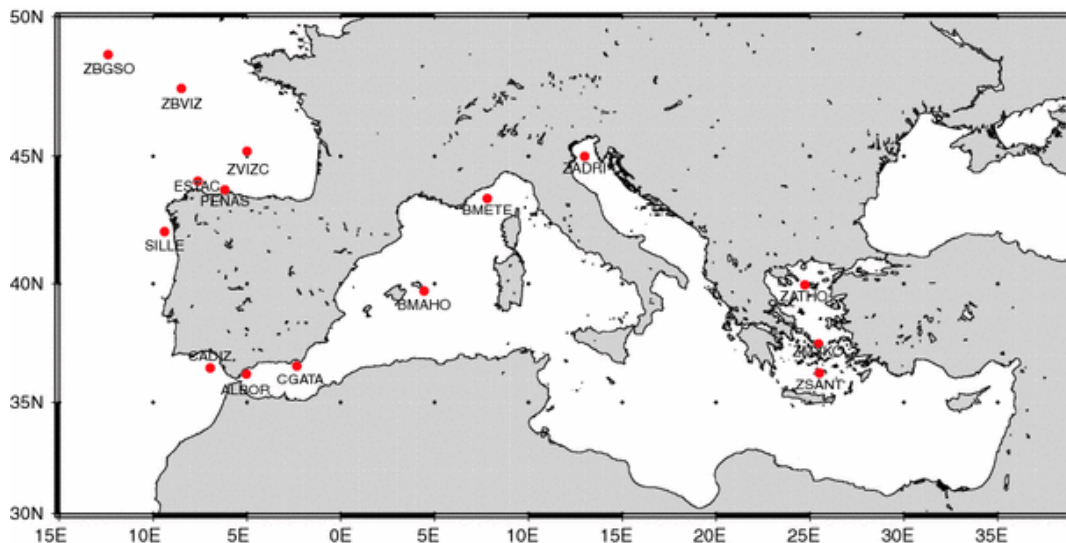 50N
ZBGSO
ZBVIZ
45N
ZVIZC
ZADRI
ESTAC
PENAS
BMETE
SILLE
40N
BMAHO
ZATHO
CADIZ
ALBOR
CGATA
ZSANT
35N
30N
15E 10E 5E 0E 5E 10E 15E 20E 25E 30E 35E